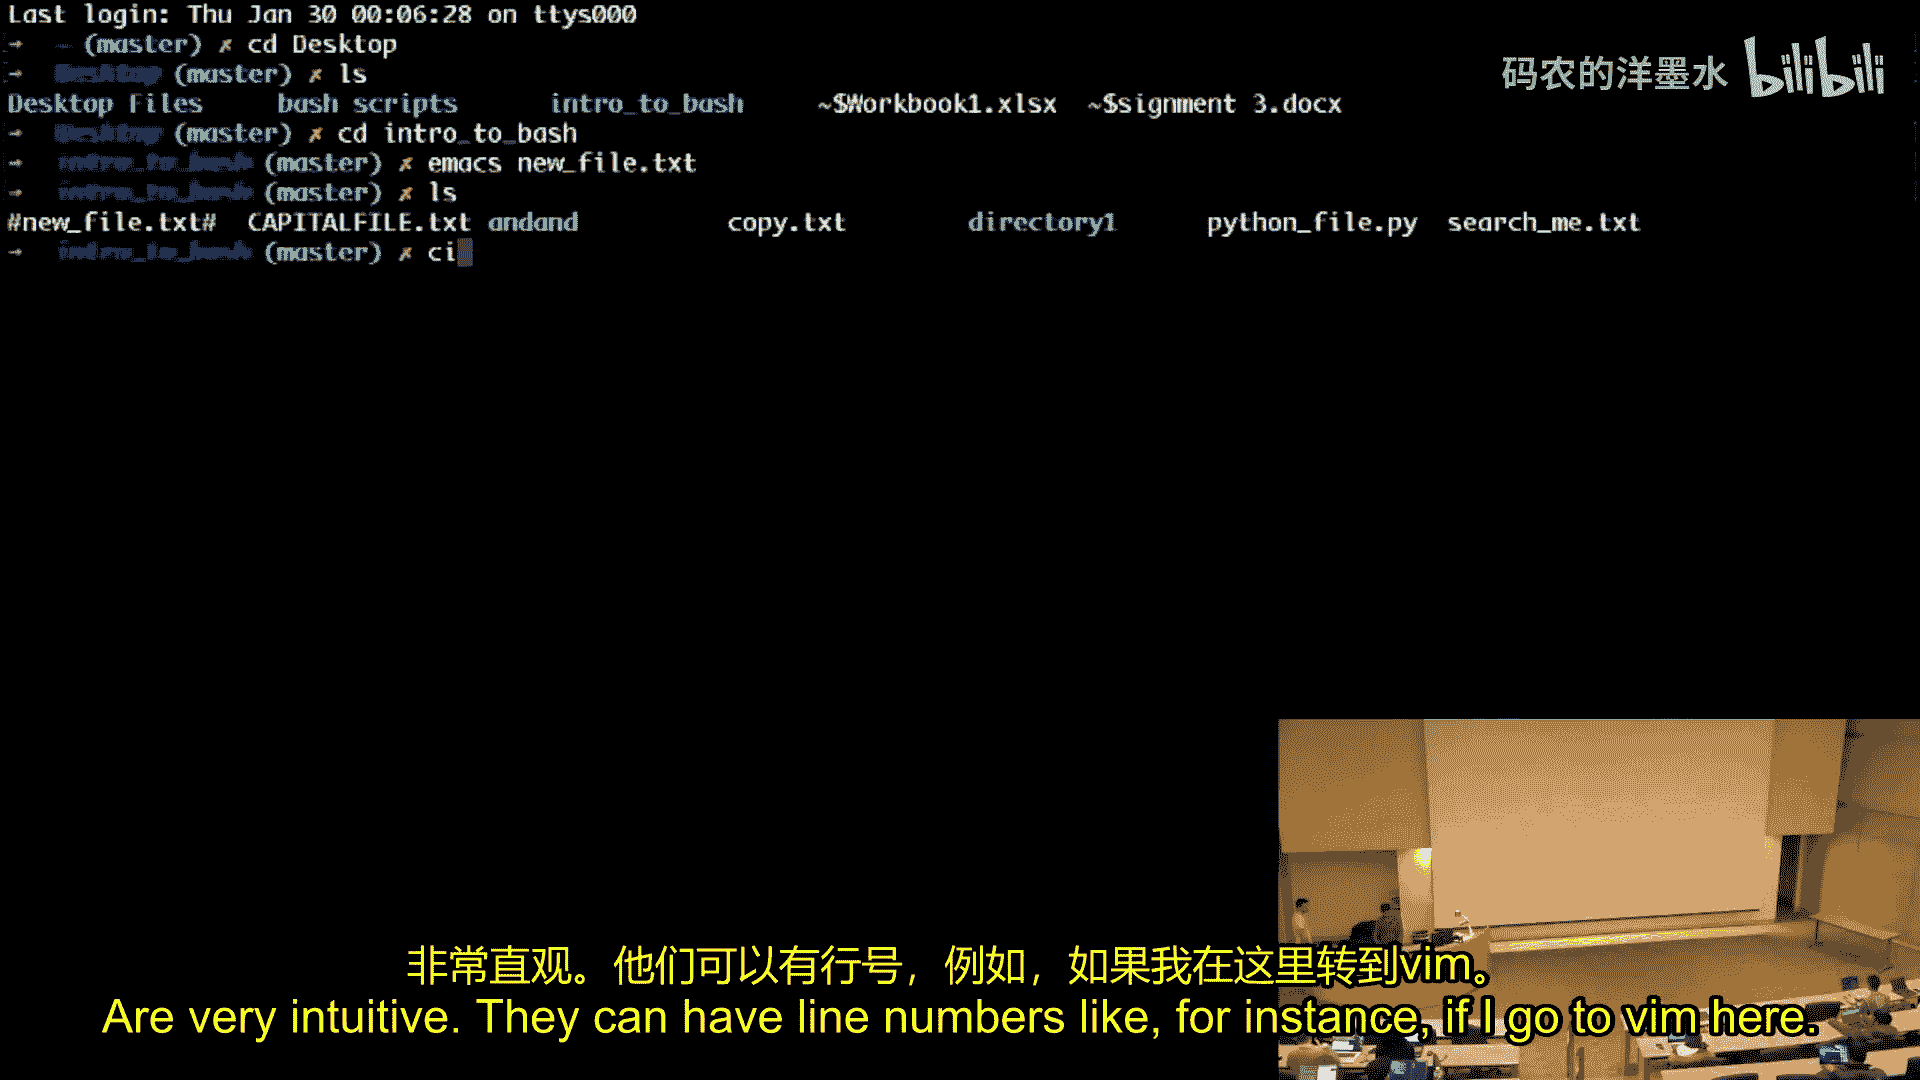 Last login: Thu Jan 30 00:06:28 on ttys000
→ ~ (master) ✗ cd Desktop
→ Desktop (master) ✗ ls
Desktop Files bash scripts intro_to_bash ~$Workbook1.xlsx ~$signment 3.docx
→ Desktop (master) ✗ cd intro_to_bash
→ intro_to_bash (master) ✗ emacs new_file.txt
→ intro_to_bash (master) ✗ ls
#new_file.txt# CAPITALFILE.txt andand copy.txt directory1 python_file.py search_me.txt
→ intro_to_bash (master) ✗ ci
码农的洋墨水 bilibili
非常直观。他们可以有行号，例如，如果我在这里转到vim。
Are very intuitive. They can have line numbers like, for instance, if I go to vim here.